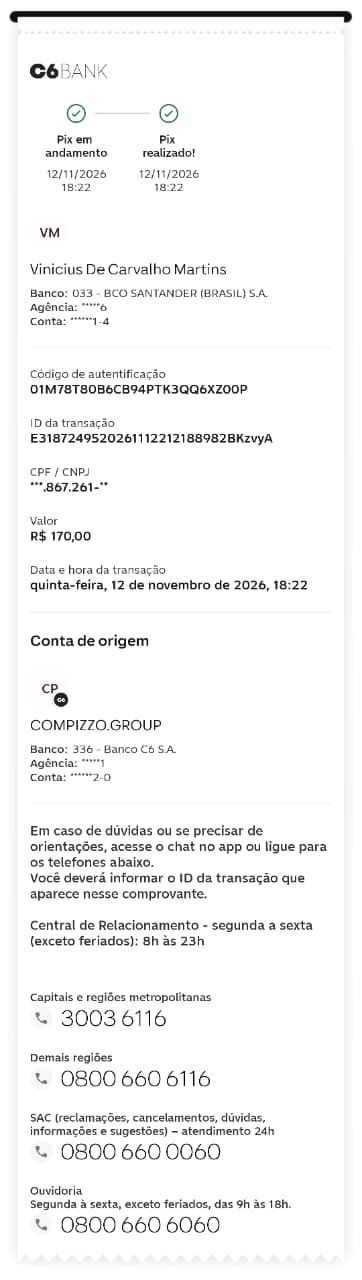 C6BANK
Pix em
andamento
12/11/2026
18:22
Pix
realizado!
12/11/2026
18:22
VM
Vinicius De Carvalho Martins
Banco: 033 - BCO SANTANDER (BRASIL) S.A.
Agência: *****6
Conta: ******1-4
Código de autentificação
01M78T80B6CB94PTK3QQ6XZ00P
ID da transação
E31872495202611122121889​82BKzvyA
CPF / CNPJ
***.867.261-**
Valor
R$ 170,00
Data e hora da transação
quinta-feira, 12 de novembro de 2026, 18:22
Conta de origem
CP
C6
COMPIZZO.GROUP
Banco: 336 - Banco C6 S.A.
Agência: *****1
Conta: ******2-0
Em caso de dúvidas ou se precisar de
orientações, acesse o chat no app ou ligue para
os telefones abaixo.
Você deverá informar o ID da transação que
aparece nesse comprovante.
Central de Relacionamento - segunda a sexta
(exceto feriados): 8h às 23h
Capitais e regiões metropolitanas
3003 6116
Demais regiões
0800 660 6116
SAC (reclamações, cancelamentos, dúvidas,
informações e sugestões) – atendimento 24h
0800 660 0060
Ouvidoria
Segunda à sexta, exceto feriados, das 9h às 18h.
0800 660 6060